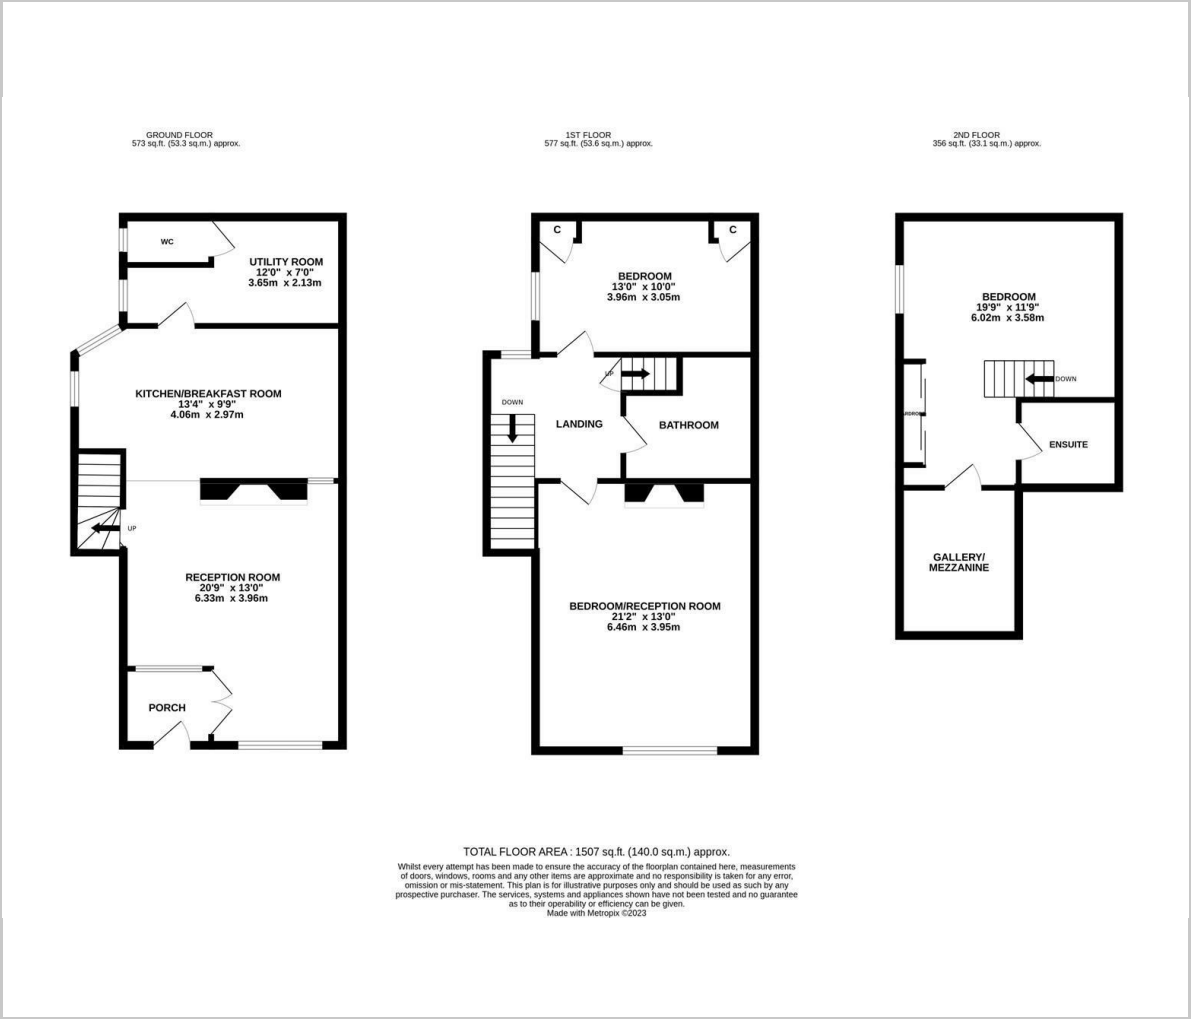 GROUND FLOOR
573 sq.ft. (53.3 sq.m.) approx.
1ST FLOOR
577 sq.ft. (53.6 sq.m.) approx.
2ND FLOOR
356 sq.ft. (33.1 sq.m.) approx.
WC
UTILITY ROOM
12'0" x 7'0"
3.65m x 2.13m
KITCHEN/BREAKFAST ROOM
13'4" x 9'9"
4.06m x 2.97m
UP
RECEPTION ROOM
20'9" x 13'0"
6.33m x 3.96m
PORCH
C
C
BEDROOM
13'0" x 10'0"
3.96m x 3.05m
UP
DOWN
LANDING
BATHROOM
BEDROOM/RECEPTION ROOM
21'2" x 13'0"
6.46m x 3.95m
BEDROOM
19'9" x 11'9"
6.02m x 3.58m
DOWN
ENSUITE
GALLERY/
MEZZANINE
TOTAL FLOOR AREA : 1507 sq.ft. (140.0 sq.m.) approx.
Whilst every attempt has been made to ensure the accuracy of the floorplan contained here, measurements
of doors, windows, rooms and any other items are approximate and no responsibility is taken for any error,
omission or mis-statement. This plan is for illustrative purposes only and should be used as such by any
prospective purchaser. The services, systems and appliances shown have not been tested and no guarantee
as to their operability or efficiency can be given.
Made with Metropix ©2023